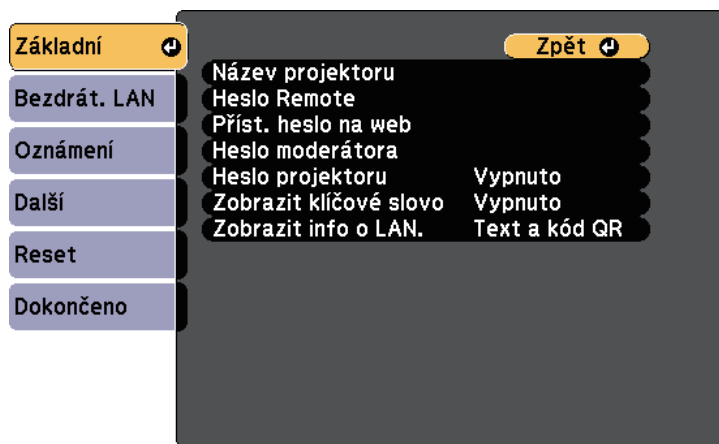 Základní
Bezdrát. LAN
Oznámení
Další
Reset
Dokončeno
Zpět
Název projektoru
Heslo Remote
Příst. heslo na web
Heslo moderátora
Heslo projektoru Vypnuto
Zobrazit klíčové slovo Vypnuto
Zobrazit info o LAN. Text a kód QR